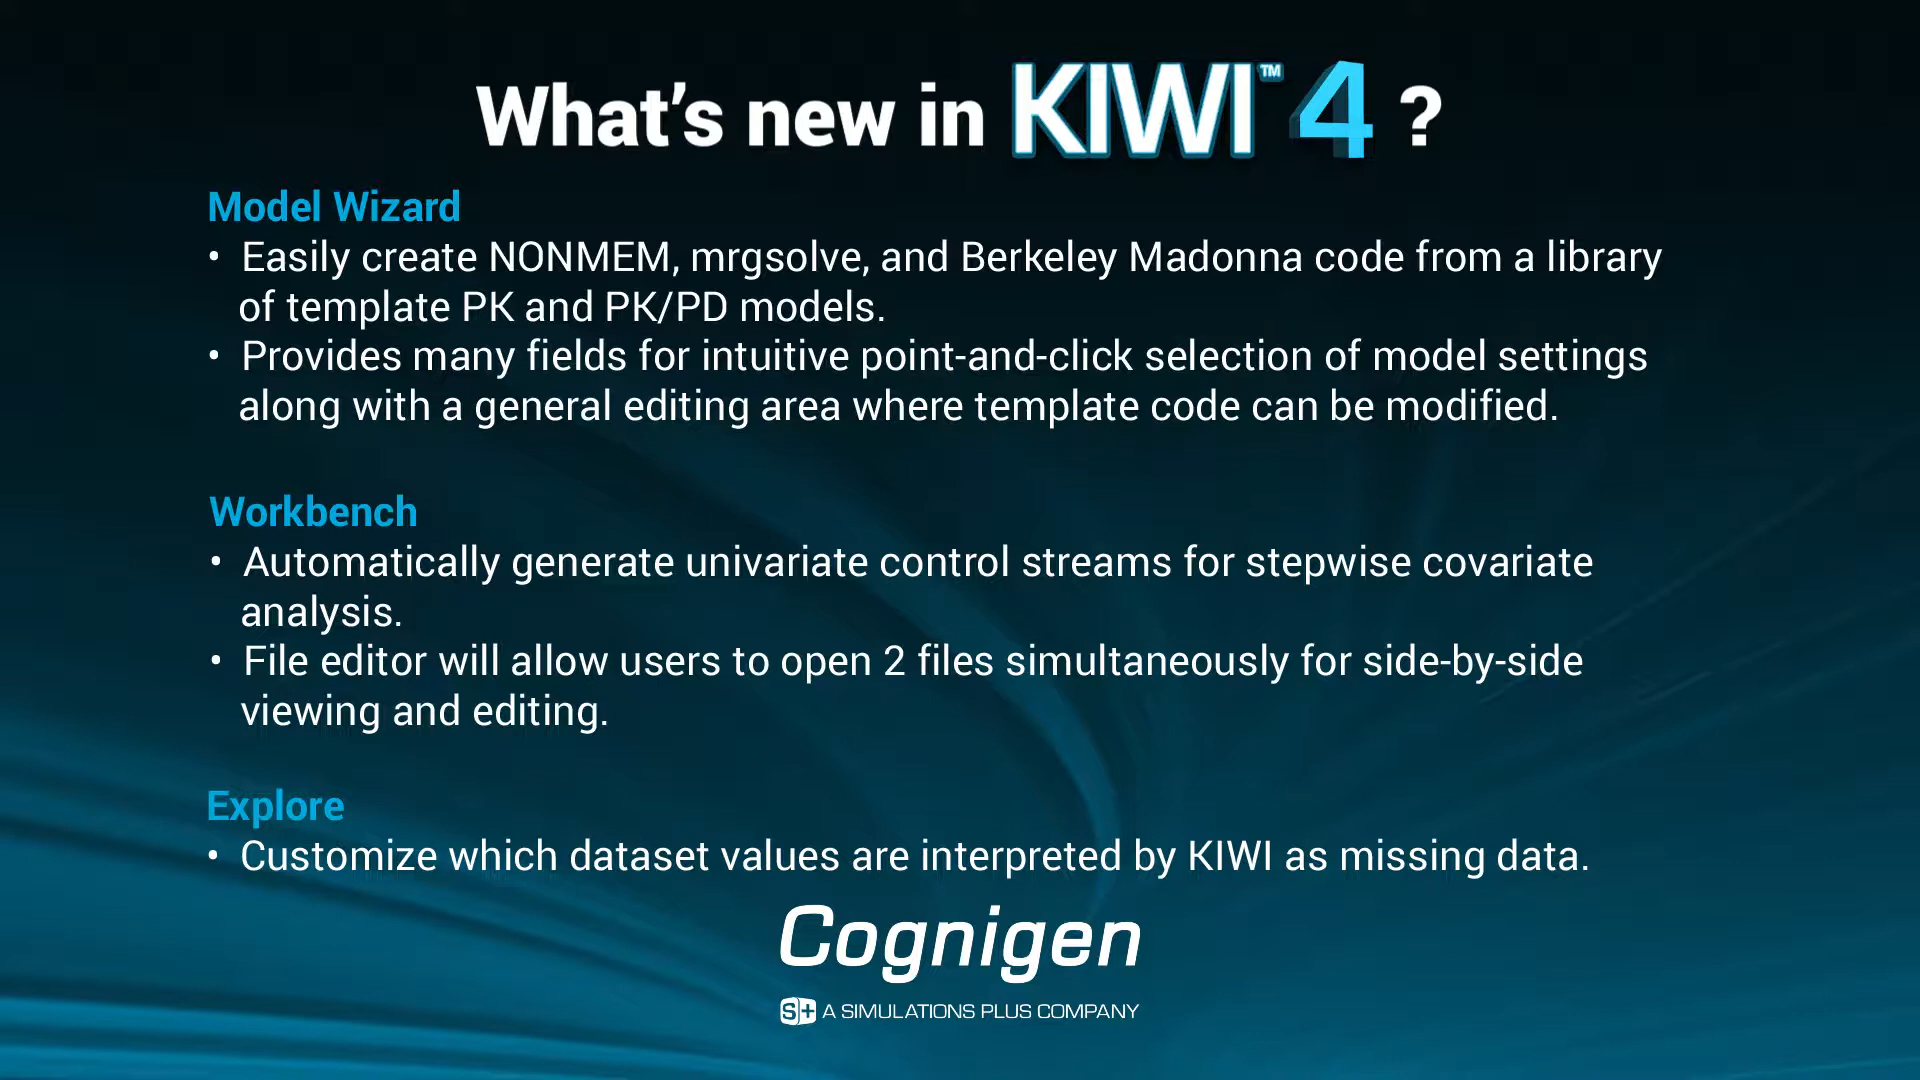 What's new in KIWI™ 4 ?
Model Wizard
• Easily create NONMEM, mrgsolve, and Berkeley Madonna code from a library
of template PK and PK/PD models.
• Provides many fields for intuitive point-and-click selection of model settings
along with a general editing area where template code can be modified.
Workbench
• Automatically generate univariate control streams for stepwise covariate
analysis.
• File editor will allow users to open 2 files simultaneously for side-by-side
viewing and editing.
Explore
• Customize which dataset values are interpreted by KIWI as missing data.
Cognigen
S+ A SIMULATIONS PLUS COMPANY